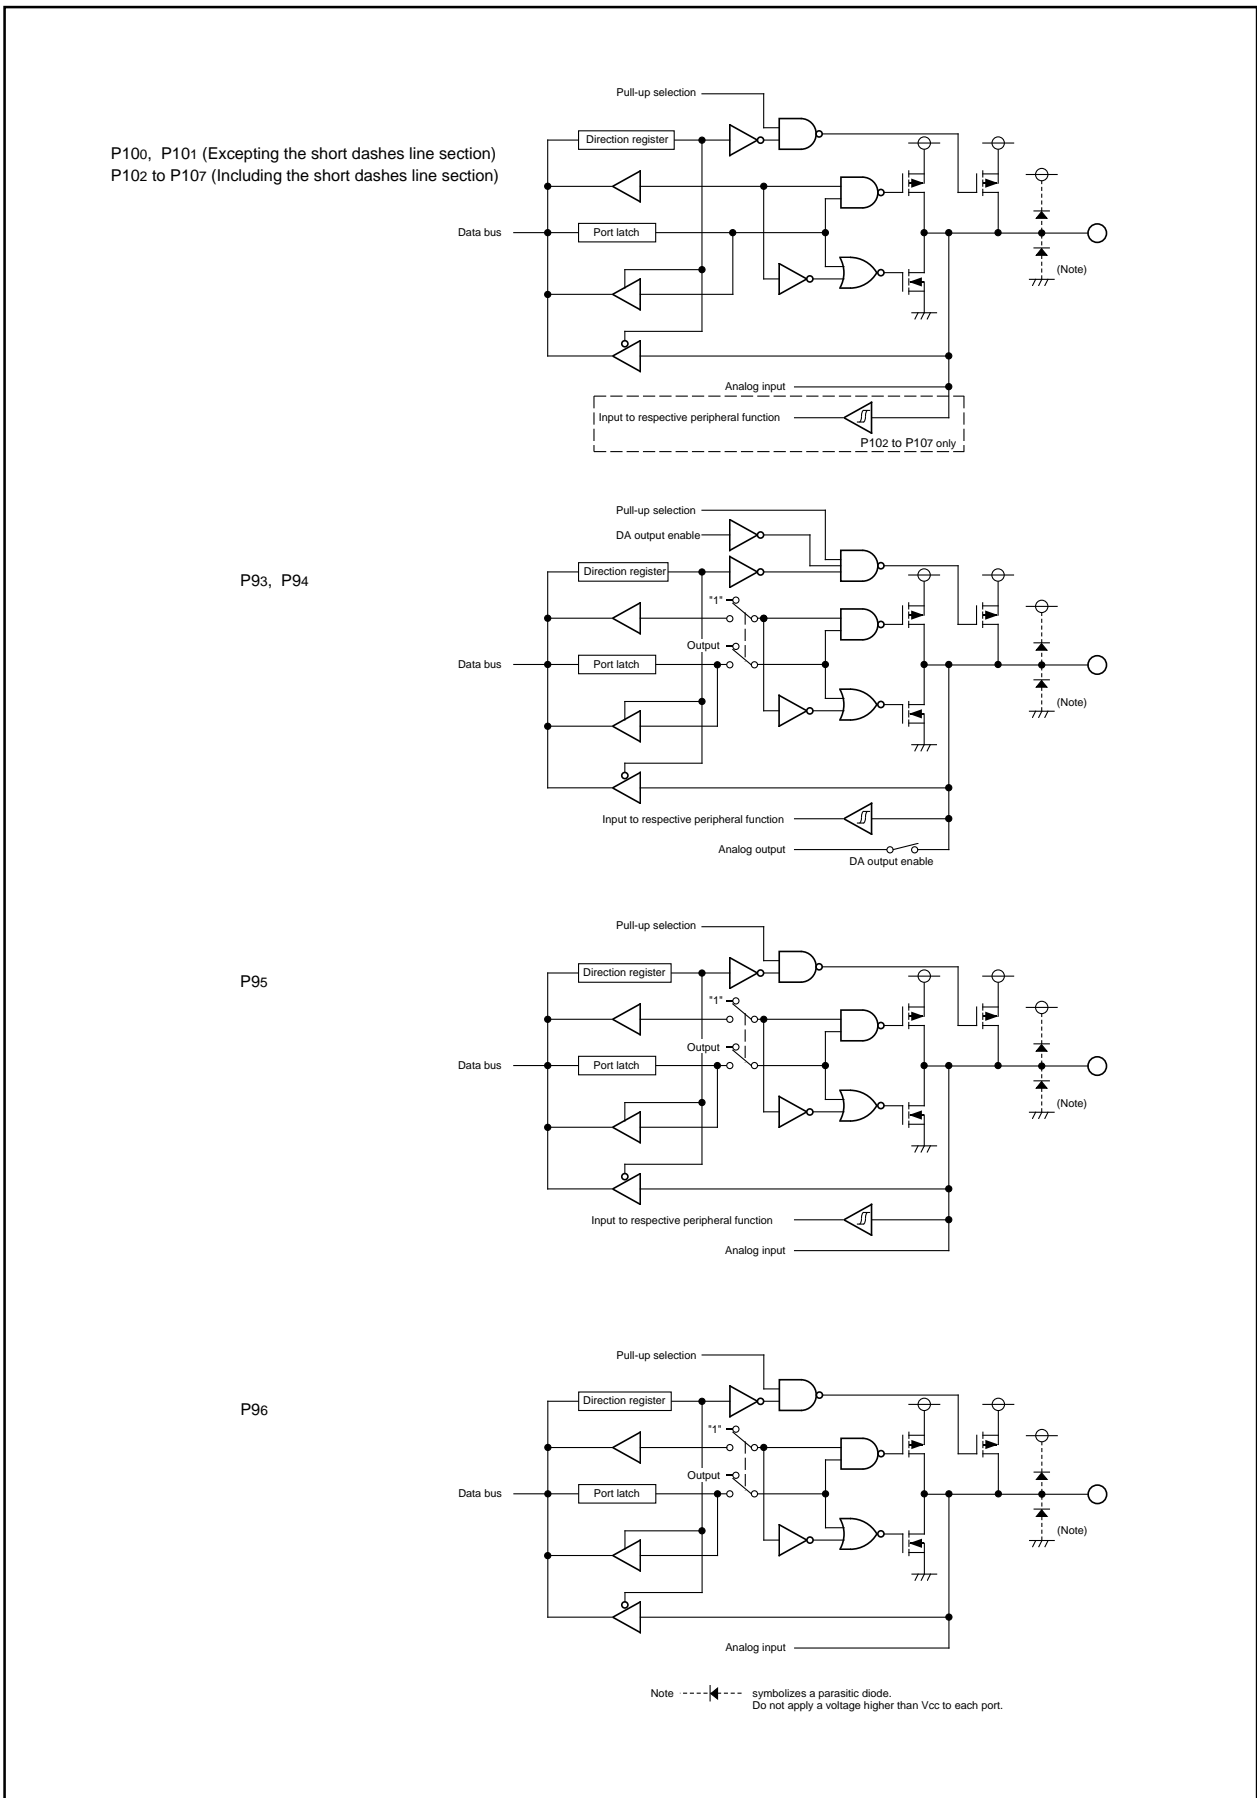 Pull-up selection
Direction register
P100, P101 (Excepting the short dashes line section)
P102 to P107 (Including the short dashes line section)
Data bus
Port latch
(Note)
Analog input
Input to respective peripheral function
P102 to P107 only
Pull-up selection
DA output enable
Direction register
P93, P94
"1"
Output
Data bus
Port latch
(Note)
Input to respective peripheral function
Analog output
DA output enable
Pull-up selection
Direction register
P95
"1"
Output
Data bus
Port latch
(Note)
Input to respective peripheral function
Analog input
Pull-up selection
Direction register
P96
"1"
Output
Data bus
Port latch
(Note)
Analog input
Note symbolizes a parasitic diode.
Do not apply a voltage higher than Vcc to each port.